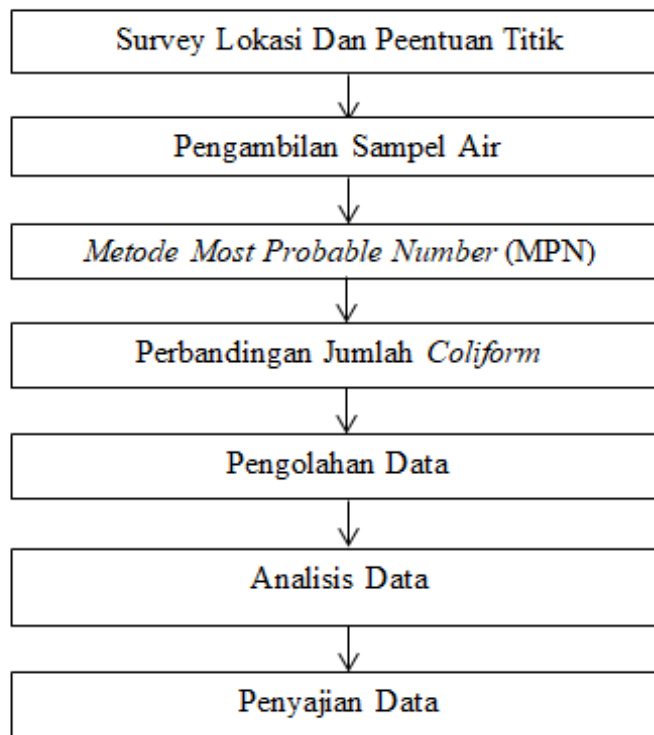 Survey Lokasi Dan Peentuan Titik
Pengambilan Sampel Air
Metode Most Probable Number (MPN)
Perbandingan Jumlah Coliform
Pengolahan Data
Analisis Data
Penyajian Data